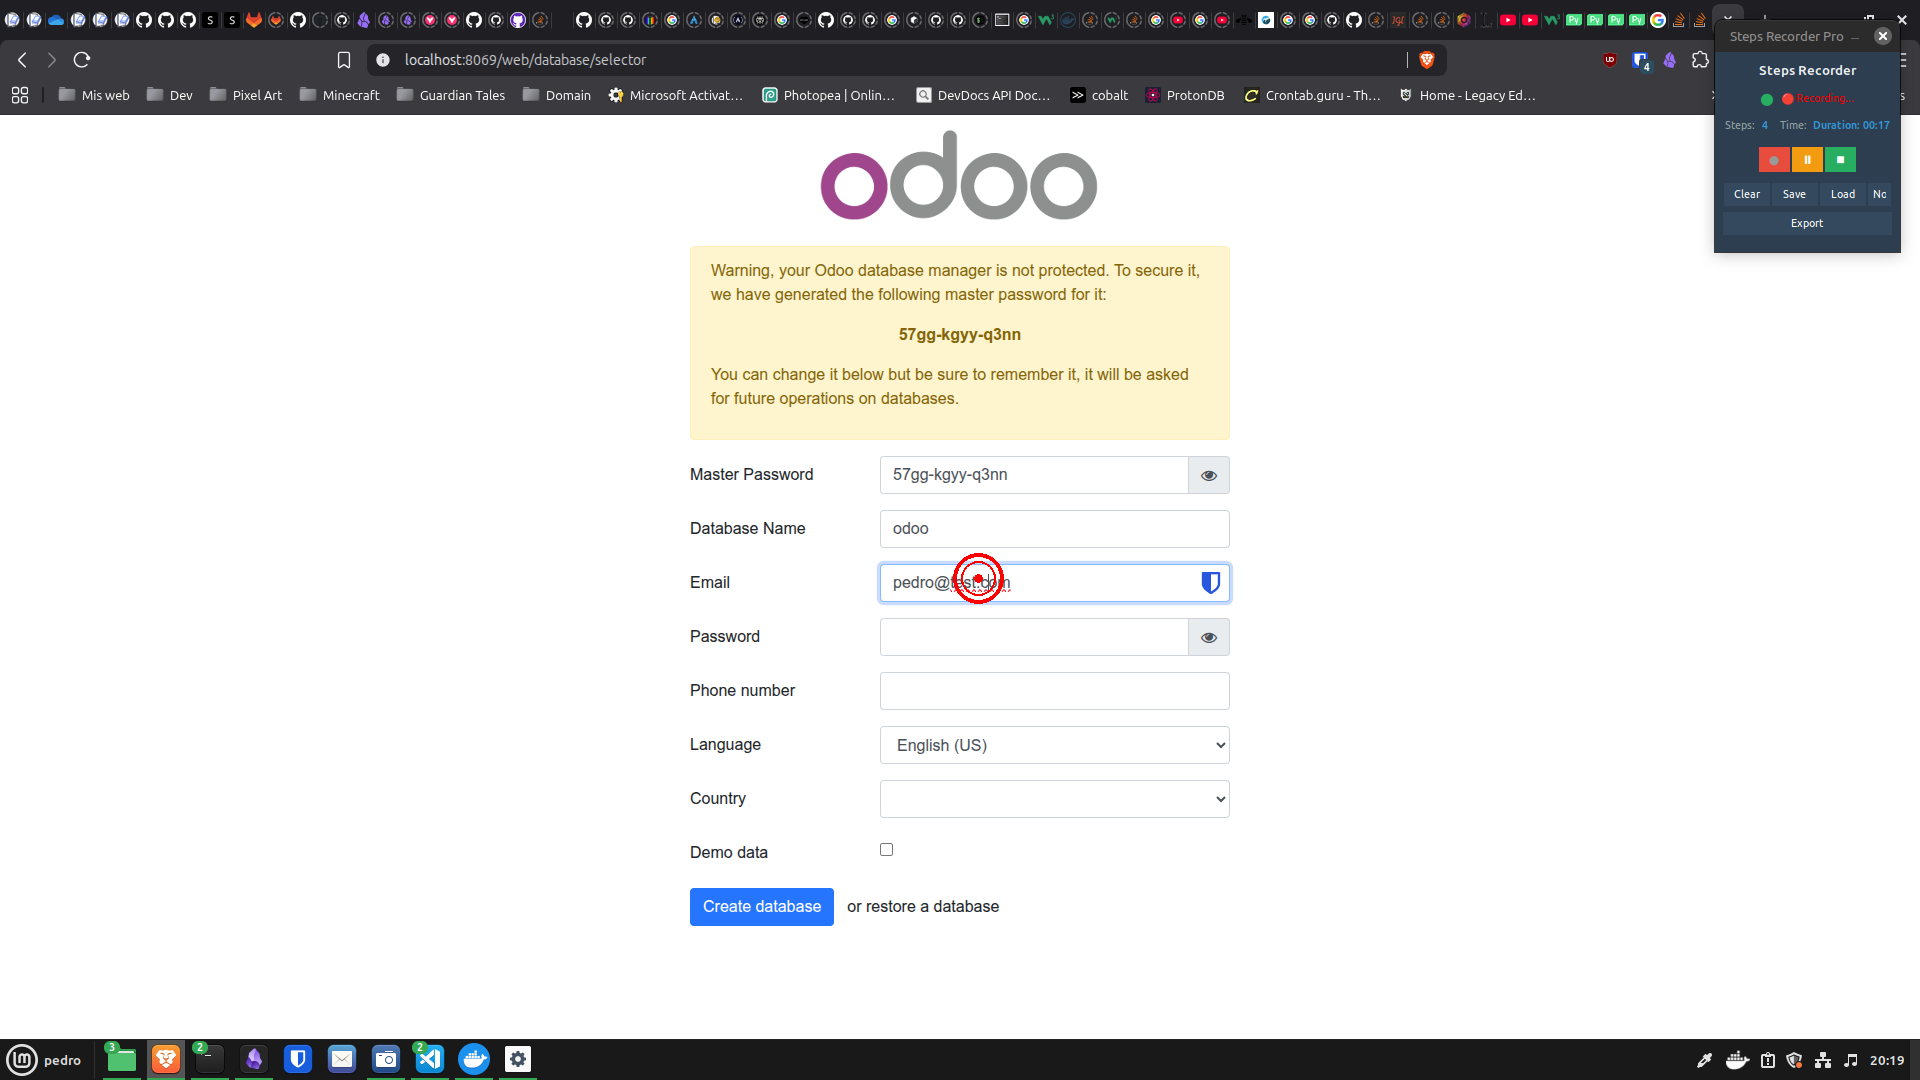 localhost:8069/web/database/selector
Mis web
Dev
Pixel Art
Minecraft
Guardian Tales
Domain
Microsoft Activat...
Photopea | Onlin...
DevDocs API Doc...
cobalt
ProtonDB
Crontab.guru - Th...
Home - Legacy Ed...
Steps Recorder Pro
Steps Recorder
Recording...
Steps: 4 Time: Duration: 00:17
Clear Save Load No
Export
odoo
Warning, your Odoo database manager is not protected. To secure it,
we have generated the following master password for it:
57gg-kgyy-q3nn
You can change it below but be sure to remember it, it will be asked
for future operations on databases.
Master Password 57gg-kgyy-q3nn
Database Name odoo
Email pedro@test.com
Password
Phone number
Language English (US)
Country
Demo data
Create database or restore a database
pedro
3
2
2
4
20:19